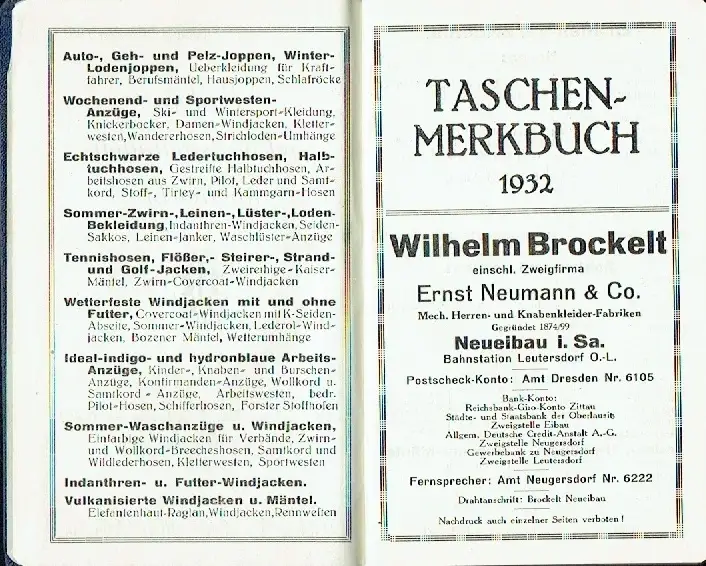 Auto-, Geh- und Pelz-Joppen, Winter-
Lodenjoppen, Ueberkleidung für Kraft-
fahrer, Berufsmäntel, Hausjoppen, Schlafröcke
Wochenend- und Sportwesten-
Anzüge, Ski- und Wintersport-Kleidung,
Knickerbocker, Damen-Windjacken, Kletter-
westen, Wandererhosen, Strichloden-Umhänge
Echtschwarze Ledertuchhosen, Halb-
tuchhosen, Gestreifte Halbtuchhosen, Ar-
beitshosen aus Zwirn, Pilot, Leder und Samt-
kord, Stoff-, Tirtey- und Kammgarn-Hosen
Sommer-Zwirn-, Leinen-, Lüster-, Loden-
Bekleidung, Indanthren-Windjacken, Seiden-
Sakkos, Leinen-Janker, Waschlüster-Anzüge
Tennishosen, Flößer,- Steirer-, Strand-
und Golf-Jacken, Zweireihige-Kaiser-
Mäntel, Zwirn-Covercoat-Windjacken
Wetterfeste Windjacken mit und ohne
Futter, Covercoat-Windjacken mit K-Seiden-
Abseite, Sommer-Windjacken, Lederol-Wind-
jacken, Bozener Mäntel, Wetterumhänge
Ideal-indigo- und hydronblaue Arbeits-
Anzüge, Kinder-, Knaben- und Burschen-
Anzüge, Konfirmanden-Anzüge, Wollkord u.
Samtkord-Anzüge, Arbeitswesten, bedr.
Pilot-Hosen, Schifferhosen, Forster Stoffhosen
Sommer-Waschanzüge u. Windjacken,
Einfarbige Windjacken für Verbände, Zwirn-
und Wollkord-Breecheshosen, Samtkord und
Wildlederhosen, Kletterwesten, Sportwesten
Indanthren- u. Futter-Windjacken.
Vulkanisierte Windjacken u. Mäntel.
Elefantenhaut-Raglan, Windjacken, Rennwesten
TASCHEN-
MERKBUCH
1932
Wilhelm Brockelt
einschl. Zweigfirma
Ernst Neumann & Co.
Mech. Herren- und Knabenkleider-Fabriken
Gegründet 1874/99
Neueibau i. Sa.
Bahnstation Leutersdorf O.-L.
Postscheck-Konto: Amt Dresden Nr. 6105
Bank-Konto:
Reichsbank-Giro-Konto Zittau
Städte- und Staatsbank der Oberlausitz
Zweigstelle Eibau
Allgem. Deutsche Credit-Anstalt A.-G.
Zweigstelle Neugersdorf
Gewerbebank zu Neugersdorf
Zweigstelle Leutersdorf
Fernsprecher: Amt Neugersdorf Nr. 6222
Drahtanschrift: Brockelt Neueibau
Nachdruck auch einzelner Seiten verboten!